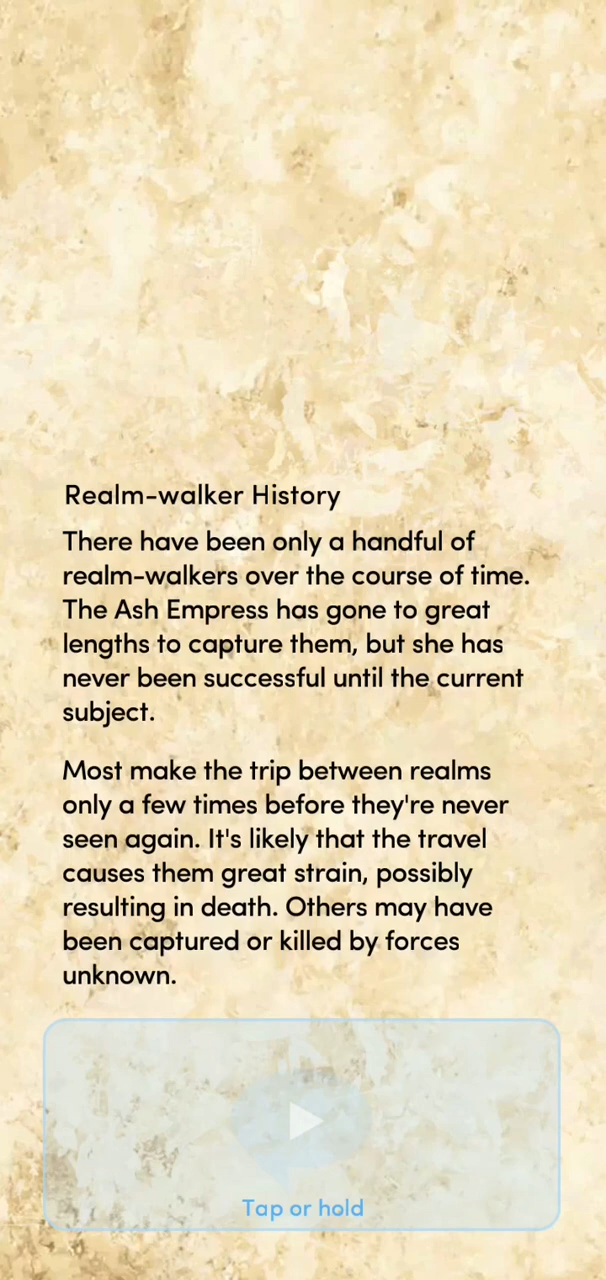 Realm-walker History
There have been only a handful of
realm-walkers over the course of time.
The Ash Empress has gone to great
lengths to capture them, but she has
never been successful until the current
subject.
Most make the trip between realms
only a few times before they're never
seen again. It's likely that the travel
causes them great strain, possibly
resulting in death. Others may have
been captured or killed by forces
unknown.
Tap or hold